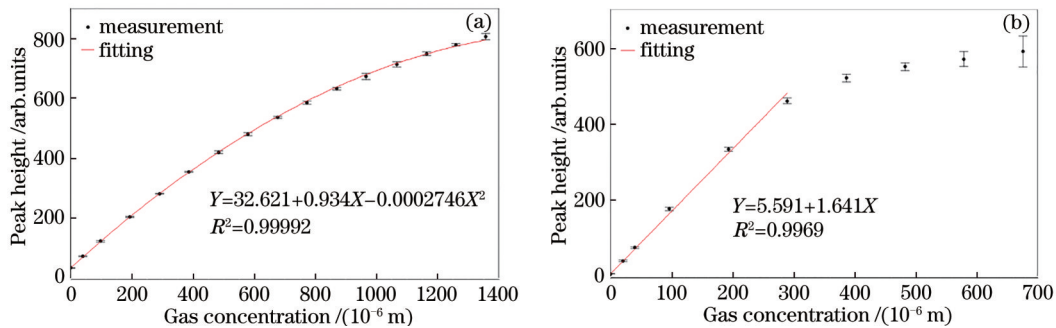 (a)
measurement
fitting
Peak height /arb.units
800
600
400
200
0
Y=32.621+0.934X−0.0002746X²
R²=0.99992
0 200 400 600 800 1000 1200 1400
Gas concentration /(10⁻⁶ m)
(b)
measurement
fitting
Peak height /arb.units
600
400
200
0
Y=5.591+1.641X
R²=0.9969
0 100 200 300 400 500 600 700
Gas concentration /(10⁻⁶ m)